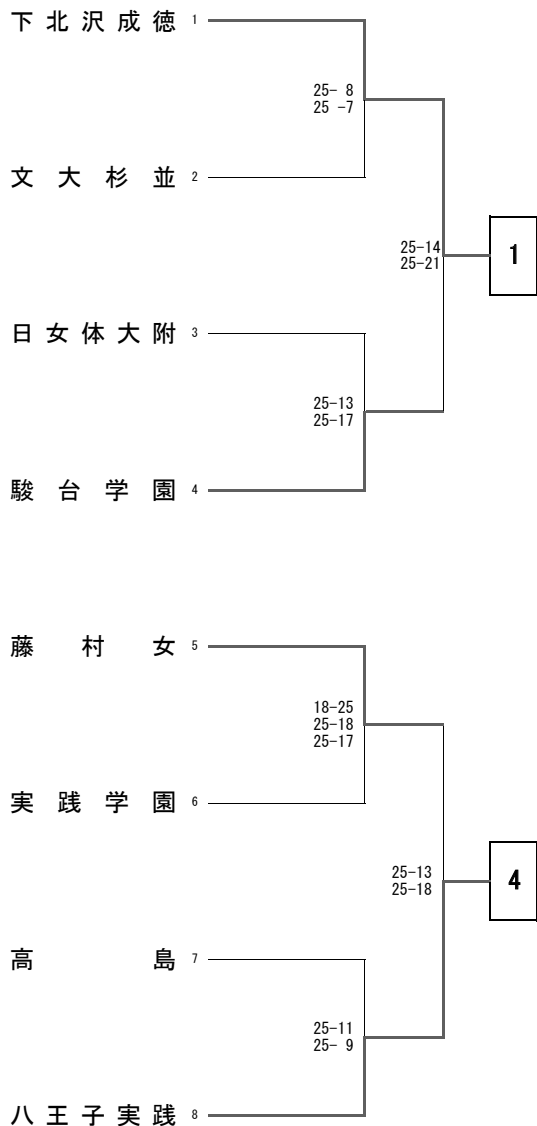 下北沢成徳 1
25- 8
25 -7
文大杉並 2
25-14
25-21
1
日女体大附 3
25-13
25-17
駿台学園 4
藤村女 5
18-25
25-18
25-17
実践学園 6
25-13
25-18
4
高島 7
25-11
25- 9
八王子実践 8